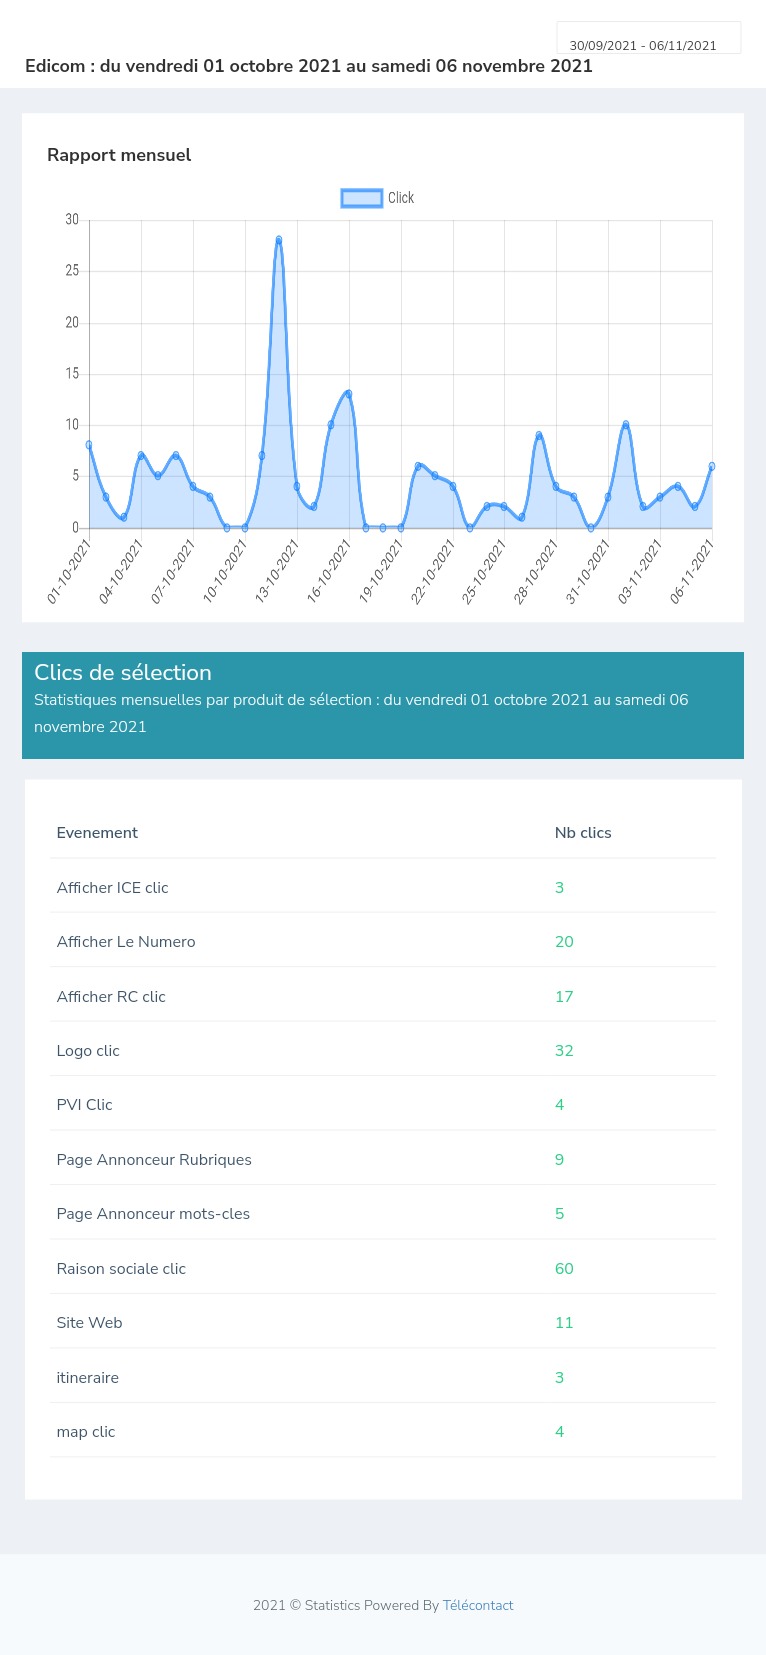 30/09/2021 - 06/11/2021
Edicom : du vendredi 01 octobre 2021 au samedi 06 novembre 2021
Rapport mensuel
Click
30
25
20
15
10
5
0
01-10-2021
04-10-2021
07-10-2021
10-10-2021
13-10-2021
16-10-2021
19-10-2021
22-10-2021
25-10-2021
28-10-2021
31-10-2021
03-11-2021
06-11-2021
Clics de sélection
Statistiques mensuelles par produit de sélection : du vendredi 01 octobre 2021 au samedi 06
novembre 2021
Evenement Nb clics
Afficher ICE clic 3
Afficher Le Numero 20
Afficher RC clic 17
Logo clic 32
PVI Clic 4
Page Annonceur Rubriques 9
Page Annonceur mots-cles 5
Raison sociale clic 60
Site Web 11
itineraire 3
map clic 4
2021 © Statistics Powered By Télécontact